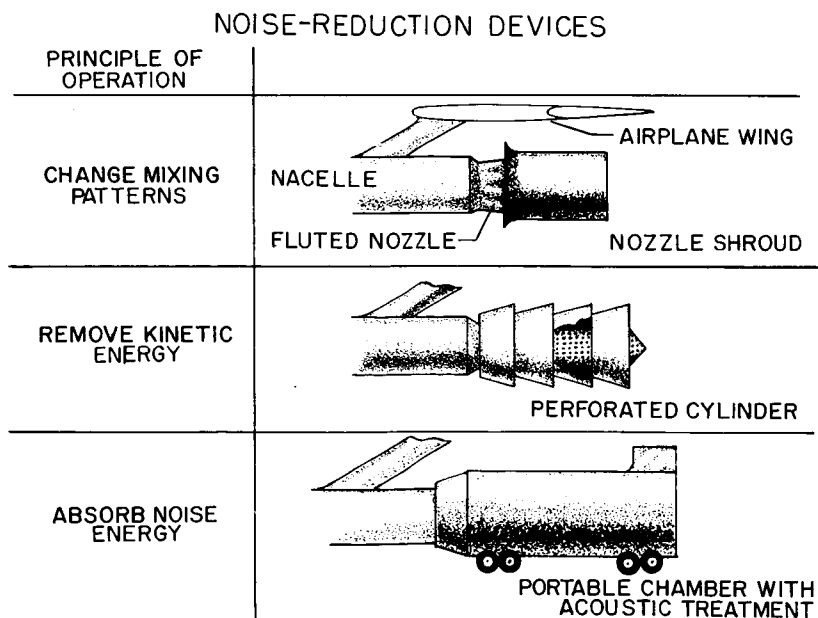 NOISE-REDUCTION DEVICES
PRINCIPLE OF
OPERATION
CHANGE MIXING
PATTERNS
AIRPLANE WING
NACELLE
FLUTED NOZZLE
NOZZLE SHROUD
REMOVE KINETIC
ENERGY
PERFORATED CYLINDER
ABSORB NOISE
ENERGY
PORTABLE CHAMBER WITH
ACOUSTIC TREATMENT